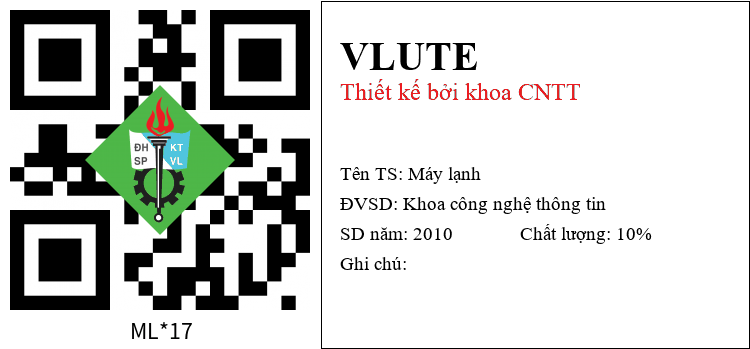 ĐH KT
SP VL
ML*17
VLUTE
Thiết kế bởi khoa CNTT
Tên TS: Máy lạnh
ĐVSD: Khoa công nghệ thông tin
SD năm: 2010 Chất lượng: 10%
Ghi chú: